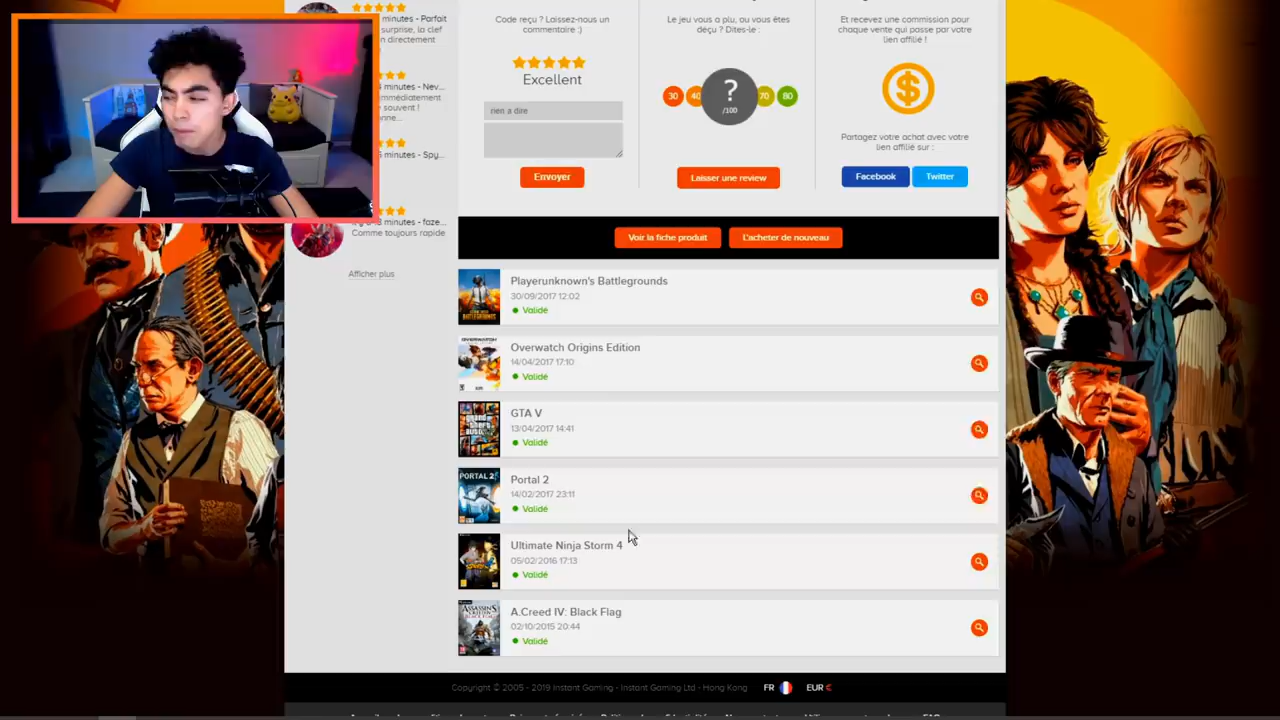 minutes - Parfait
surprise, la clef
directement
minutes - Nev...
immédiatement
souvent !
minutes - Spy...
minutes - faze...
Comme toujours rapide
Afficher plus
Code reçu ? Laissez-nous un
commentaire :)
Excellent
rien a dire
Envoyer
Le jeu vous a plu, ou vous êtes
déçu ? Dites-le :
30
40
?
/100
70
80
Laisser une review
Et recevez une commission pour
chaque vente qui passe par votre
lien affilié !
$
Partagez votre achat avec votre
lien affilié sur :
Facebook
Twitter
Voir la fiche produit
L'acheter de nouveau
Playerunknown's Battlegrounds
30/09/2017 12:02
Validé
Overwatch Origins Edition
14/04/2017 17:10
Validé
GTA V
13/04/2017 14:41
Validé
PORTAL 2
Portal 2
14/02/2017 23:11
Validé
Ultimate Ninja Storm 4
05/02/2016 17:13
Validé
A.Creed IV: Black Flag
02/10/2015 20:44
Validé
Copyright © 2005 - 2019 Instant Gaming - Instant Gaming Ltd - Hong Kong
FR
EUR €